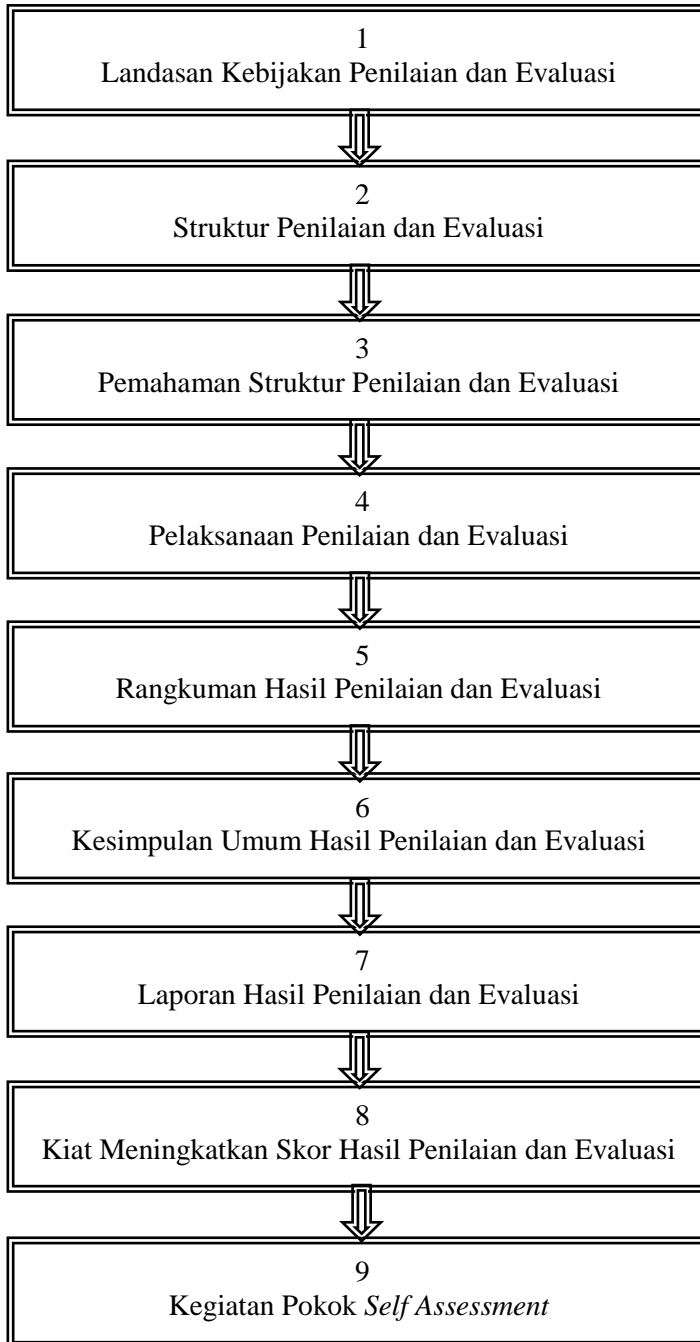 1
Landasan Kebijakan Penilaian dan Evaluasi
2
Struktur Penilaian dan Evaluasi
3
Pemahaman Struktur Penilaian dan Evaluasi
4
Pelaksanaan Penilaian dan Evaluasi
5
Rangkuman Hasil Penilaian dan Evaluasi
6
Kesimpulan Umum Hasil Penilaian dan Evaluasi
7
Laporan Hasil Penilaian dan Evaluasi
8
Kiat Meningkatkan Skor Hasil Penilaian dan Evaluasi
9
Kegiatan Pokok Self Assessment